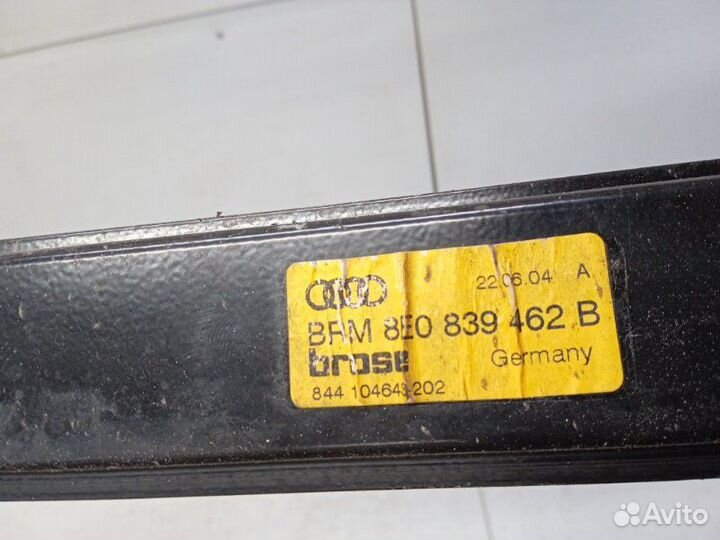 22.06.04 A
BRM 8E0 839 462 B
brose Germany
844 104643-202
Avito